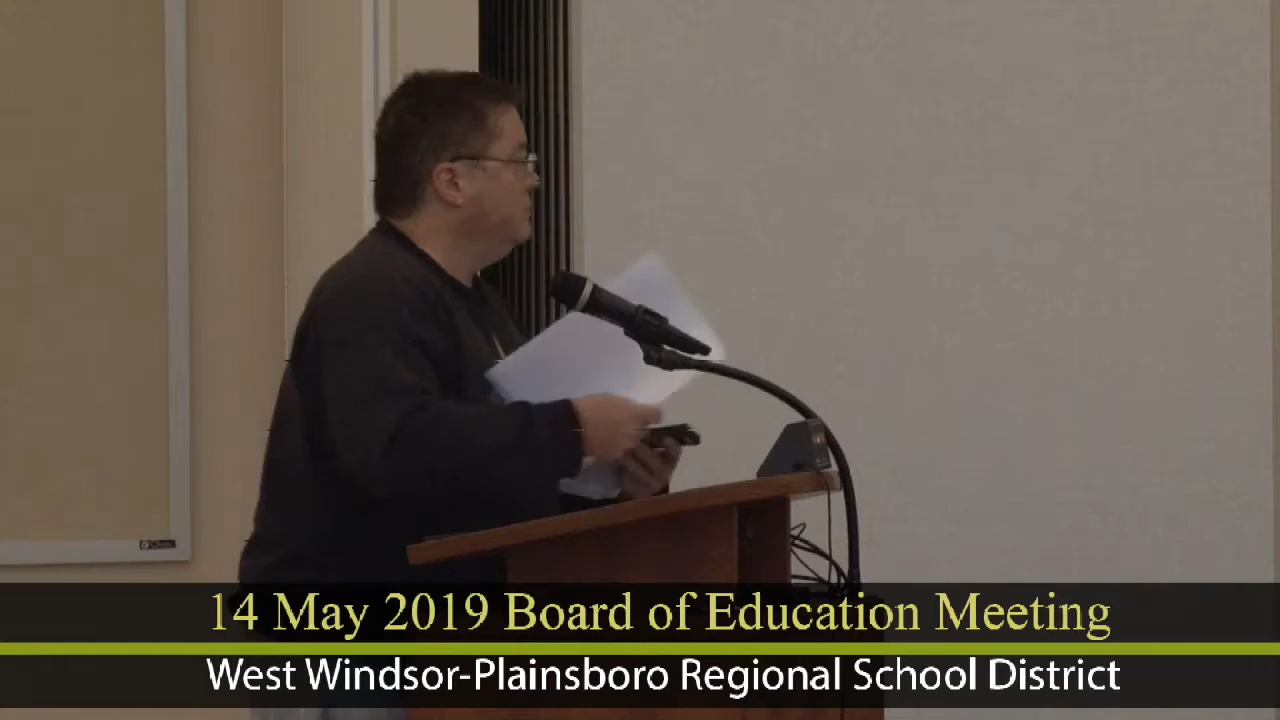 14 May 2019 Board of Education Meeting
West Windsor-Plainsboro Regional School District